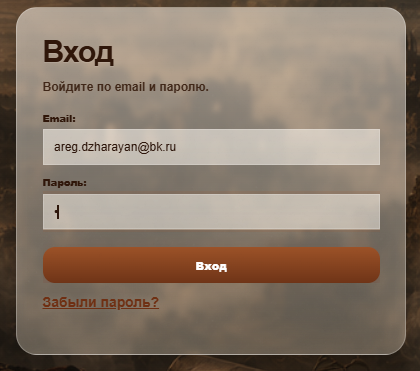 Вход
Войдите по email и паролю.
Email:
areg.dzharayan@bk.ru
Пароль:
•
Вход
Забыли пароль?